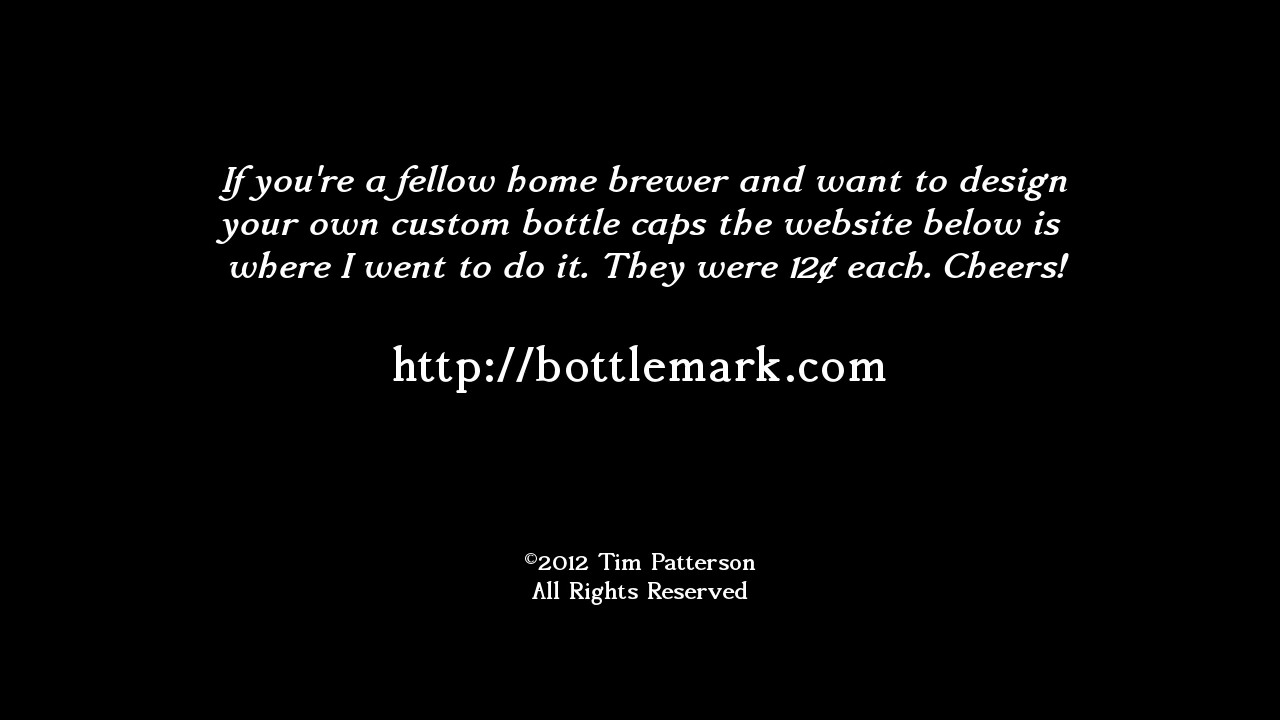 If you're a fellow home brewer and want to design
your own custom bottle caps the website below is
where I went to do it. They were 12¢ each. Cheers!
http://bottlemark.com
©2012 Tim Patterson
All Rights Reserved